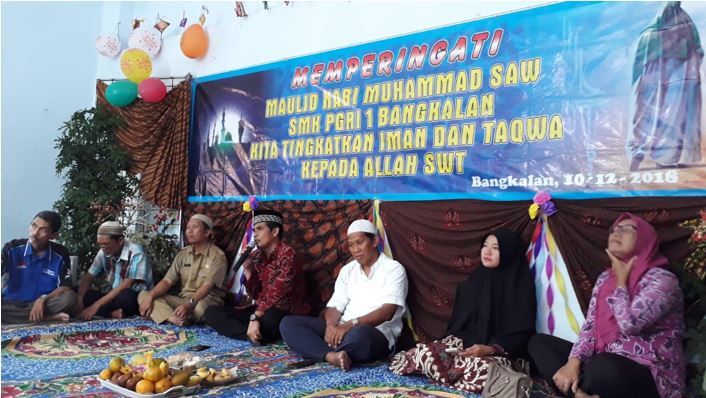 MEMPERINGATI
MAULID NABI MUHAMMAD SAW
SMK PGRI 1 BANGKALAN
KITA TINGKATKAN IMAN DAN TAQWA
KEPADA ALLAH SWT
Bangkalan, 10-12-2018